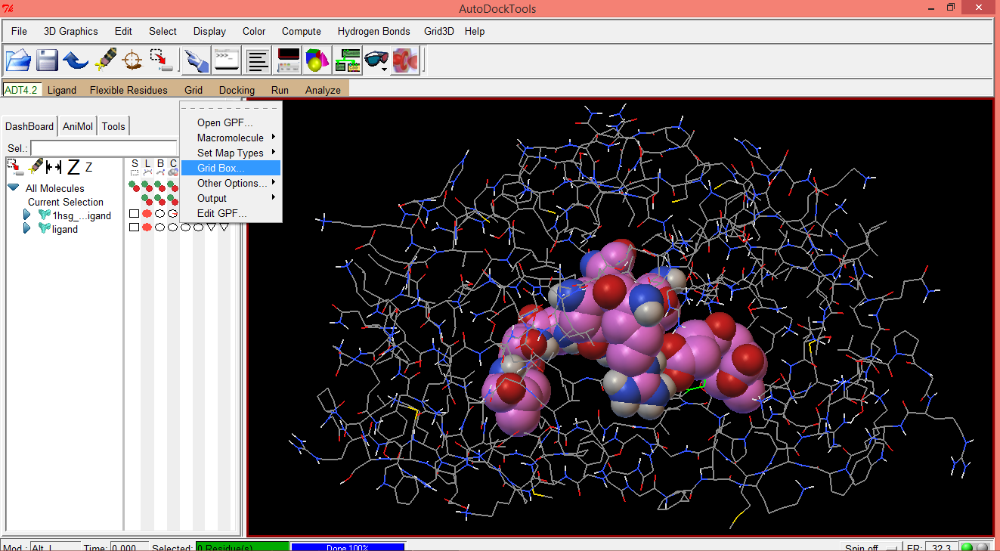 AutoDockTools
File 3D Graphics Edit Select Display Color Compute Hydrogen Bonds Grid3D Help
>>>_
ADT4.2 Ligand Flexible Residues Grid Docking Run Analyze
DashBoard AniMol Tools
Sel.:
Z Z S L B C
All Molecules
Current Selection
1hsg_...igand
ligand
Open GPF...
Macromolecule
Set Map Types
Grid Box...
Other Options...
Output
Edit GPF...
Mod.: Time: 0.000 Selected: 0 Residue(s) Done 100% Spin off FR: 32.3